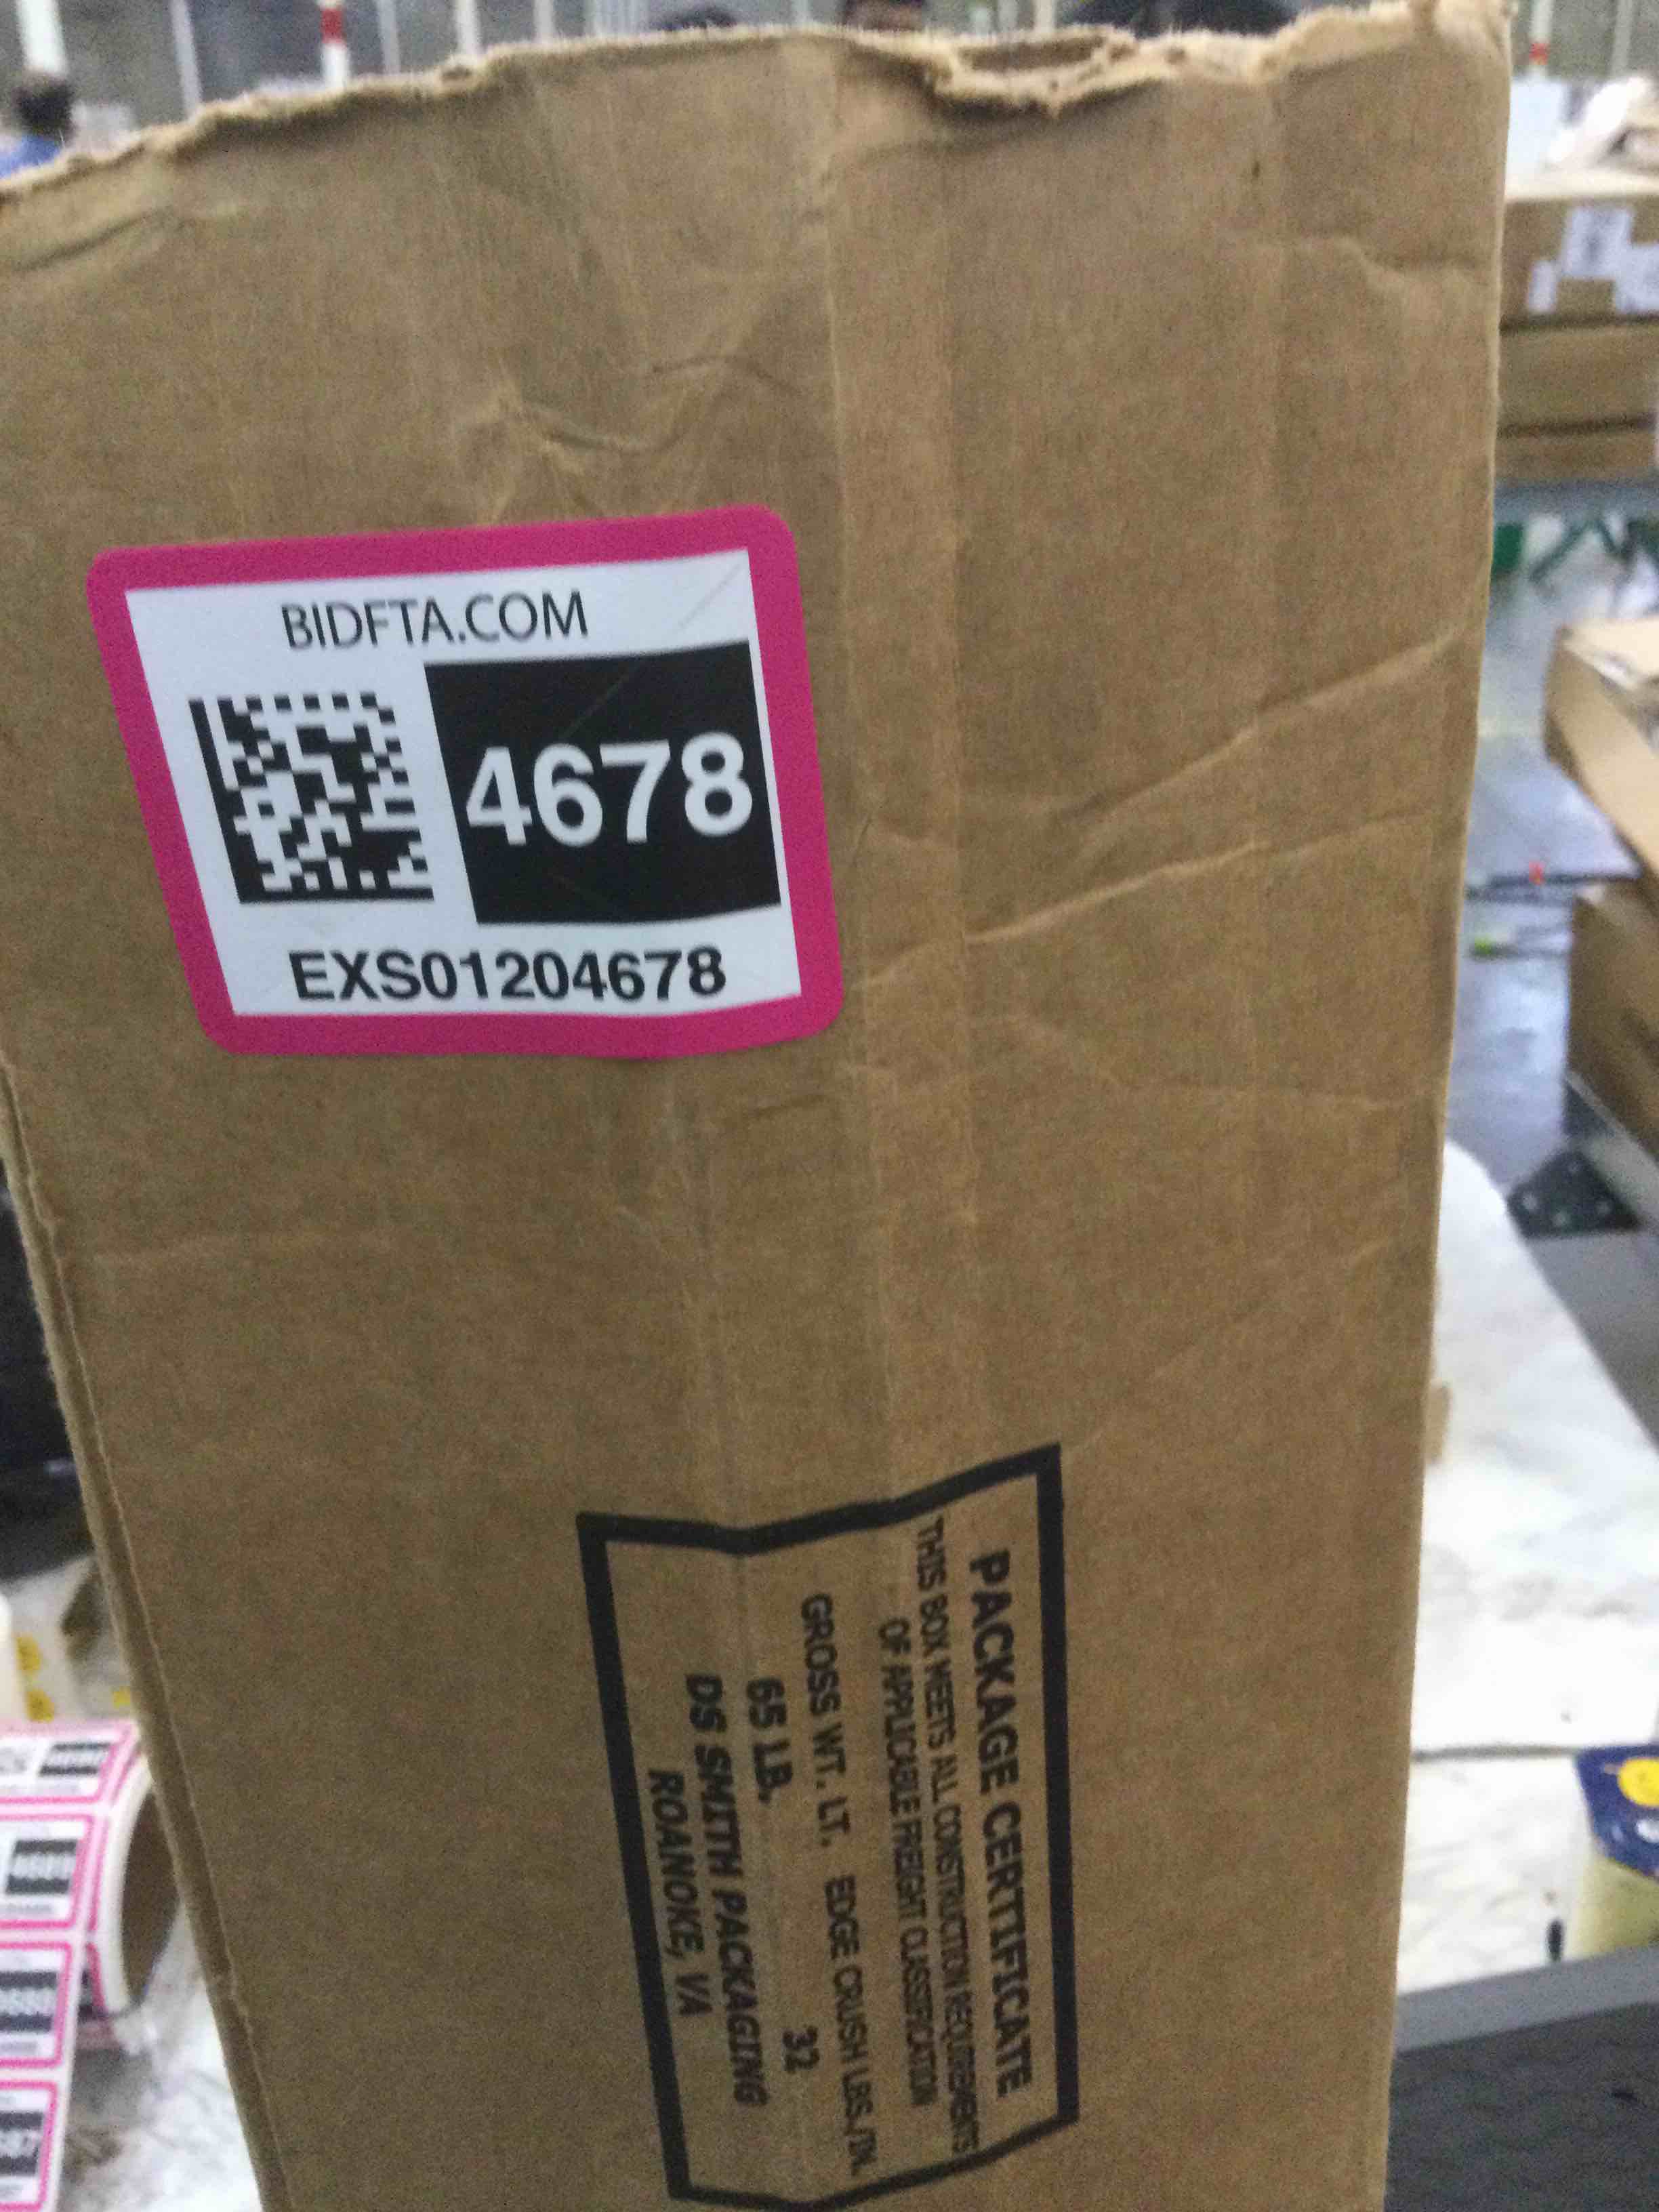 BIDFTA.COM
4678
EXS01204678
PACKAGE CERTIFICATE
THIS BOX MEETS ALL CONSTRUCTION REQUIREMENTS
OF APPLICABLE FREIGHT CLASSIFICATION
GROSS WT. LT. EDGE CRUSH LBS./IN.
65 LB. 32
DS SMITH PACKAGING
ROANOKE, VA